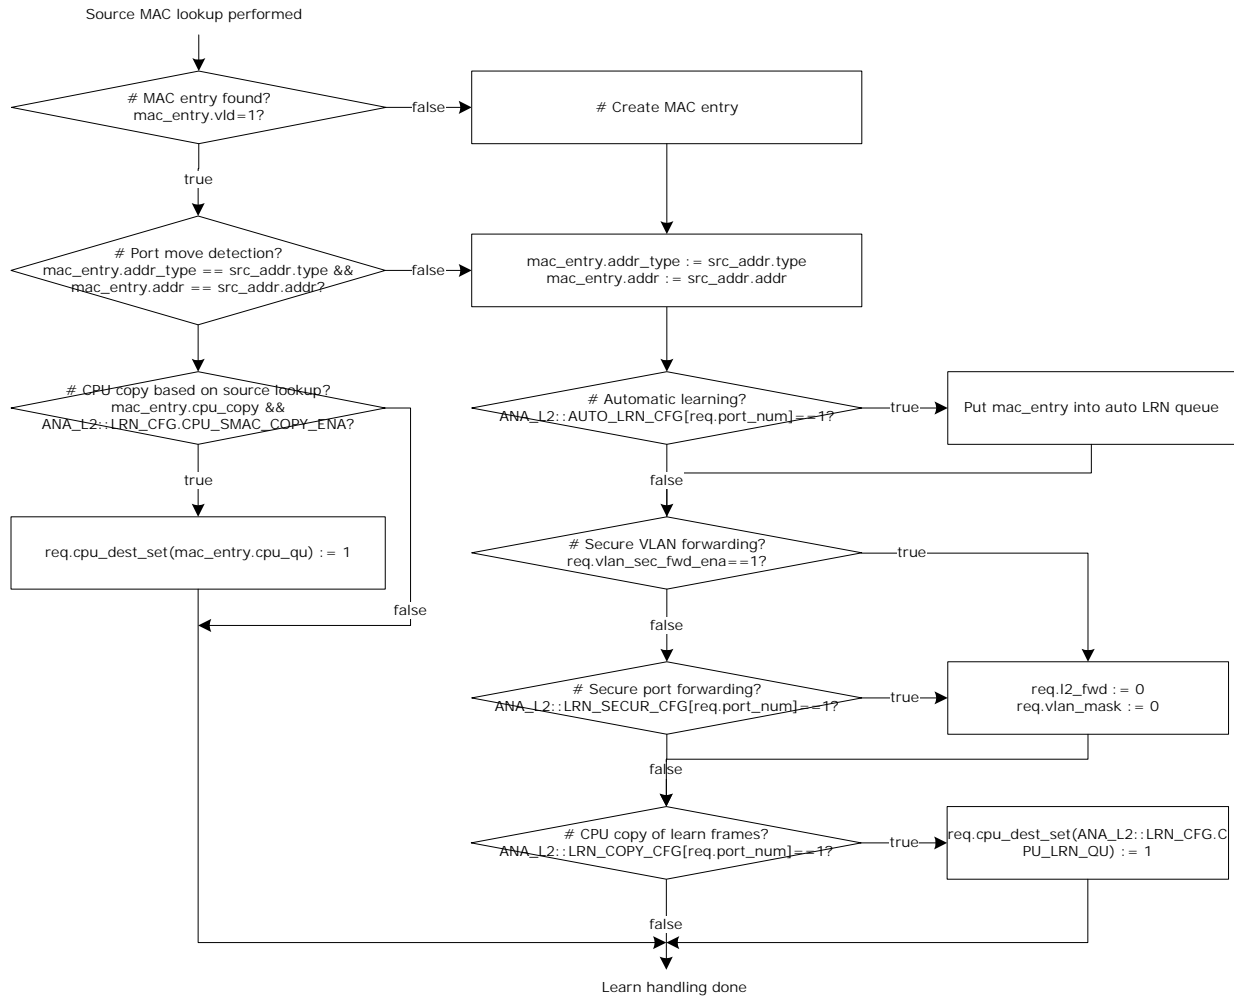 Source MAC lookup performed
# MAC entry found?
mac_entry.vld=1?
false
# Create MAC entry
true
# Port move detection?
mac_entry.addr_type == src_addr.type &&
mac_entry.addr == src_addr.addr?
false
mac_entry.addr_type := src_addr.type
mac_entry.addr := src_addr.addr
# CPU copy based on source lookup?
mac_entry.cpu_copy &&
ANA_L2::LRN_CFG.CPU_SMAC_COPY_ENA?
# Automatic learning?
ANA_L2::AUTO_LRN_CFG[req.port_num]==1?
true
Put mac_entry into auto LRN queue
true
false
req.cpu_dest_set(mac_entry.cpu_qu) := 1
# Secure VLAN forwarding?
req.vlan_sec_fwd_ena==1?
true
false
false
# Secure port forwarding?
ANA_L2::LRN_SECUR_CFG[req.port_num]==1?
true
req.l2_fwd := 0
req.vlan_mask := 0
false
# CPU copy of learn frames?
ANA_L2::LRN_COPY_CFG[req.port_num]==1?
true
req.cpu_dest_set(ANA_L2::LRN_CFG.C
PU_LRN_QU) := 1
false
Learn handling done